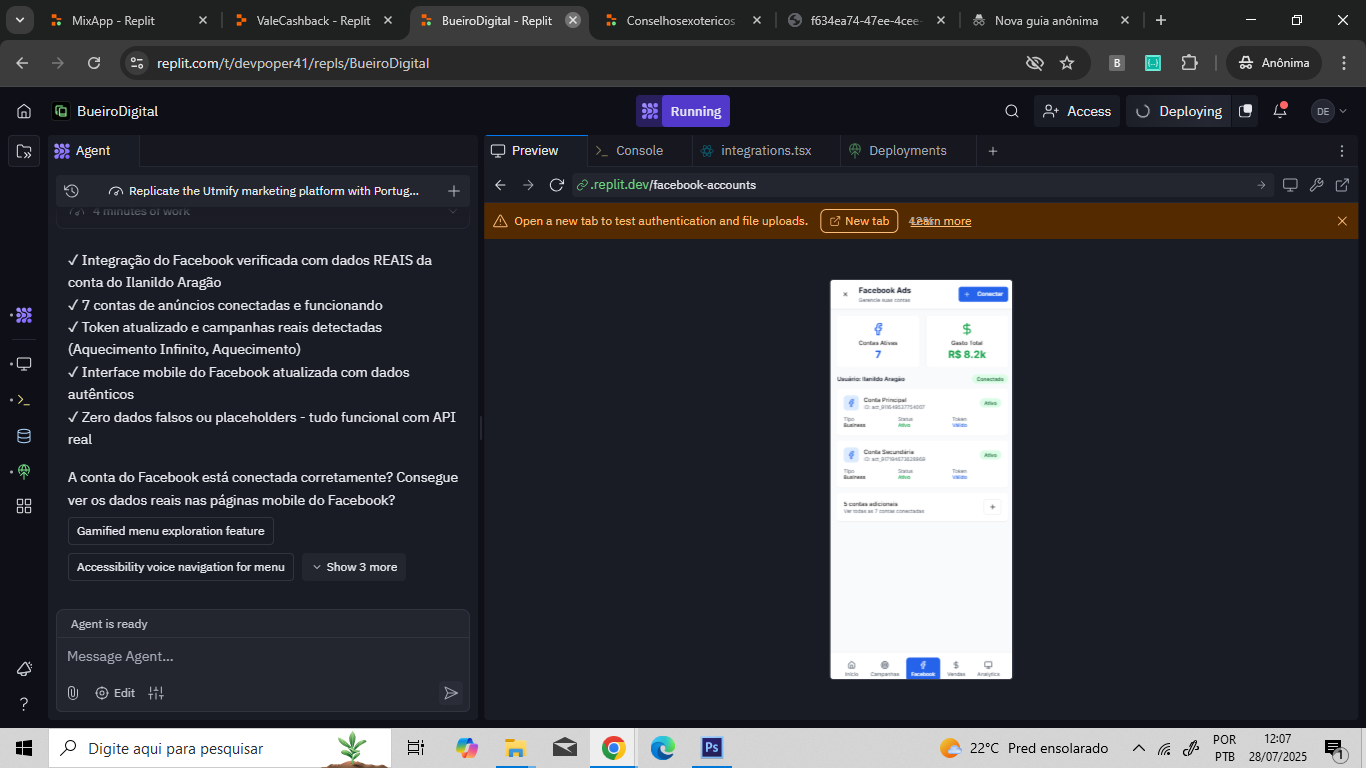 MixApp - Replit
ValeCashback - Replit
BueiroDigital - Replit
Conselhosexotericos
f634ea74-47ee-4cee-
Nova guia anônima
replit.com/t/devpoper41/repls/BueiroDigital
B
Anônima
BueiroDigital
Running
Access
Deploying
DE
Agent
Preview
Console
integrations.tsx
Deployments
Replicate the Utmify marketing platform with Portug...
.replit.dev/facebook-accounts
4 minutes of work
Open a new tab to test authentication and file uploads.
New tab
Learn more
✓ Integração do Facebook verificada com dados REAIS da
conta do Ilanildo Aragão
✓ 7 contas de anúncios conectadas e funcionando
✓ Token atualizado e campanhas reais detectadas
(Aquecimento Infinito, Aquecimento)
✓ Interface mobile do Facebook atualizada com dados
autênticos
✓ Zero dados falsos ou placeholders - tudo funcional com API
real
A conta do Facebook está conectada corretamente? Consegue
ver os dados reais nas páginas mobile do Facebook?
Gamified menu exploration feature
Accessibility voice navigation for menu
Show 3 more
Agent is ready
Message Agent...
Edit
Facebook Ads
Gerencie suas contas
Conectar
Contas Ativas
7
Gasto Total
R$ 8.2k
Usuário: Ilanildo Aragão
Conectado
Conta Principal
Ativo
Tipo
Status
Token
Business
Ativo
Válido
Conta Secundária
Ativo
Tipo
Status
Token
Business
Ativo
Válido
5 contas adicionais
Ver todas as 7 contas conectadas
Início
Campanhas
Facebook
Vendas
Analytics
Digite aqui para pesquisar
Ps
22°C Pred ensolarado
POR
PTB
12:07
28/07/2025
1